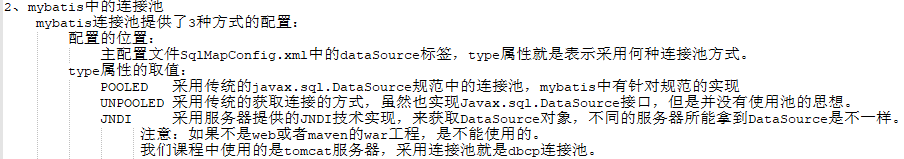 2、mybatis中的连接池
mybatis连接池提供了3种方式的配置：
配置的位置：
主配置文件SqlMapConfig.xml中的dataSource标签，type属性就是表示采用何种连接池方式。
type属性的取值：
POOLED 采用传统的javax.sql.DataSource规范中的连接池，mybatis中有针对规范的实现
UNPOOLED 采用传统的获取连接的方式，虽然也实现Javax.sql.DataSource接口，但是并没有使用池的思想。
JNDI 采用服务器提供的JNDI技术实现，来获取DataSource对象，不同的服务器所能拿到DataSource是不一样。
注意：如果不是web或者maven的war工程，是不能使用的。
我们课程中使用的是tomcat服务器，采用连接池就是dbcp连接池。